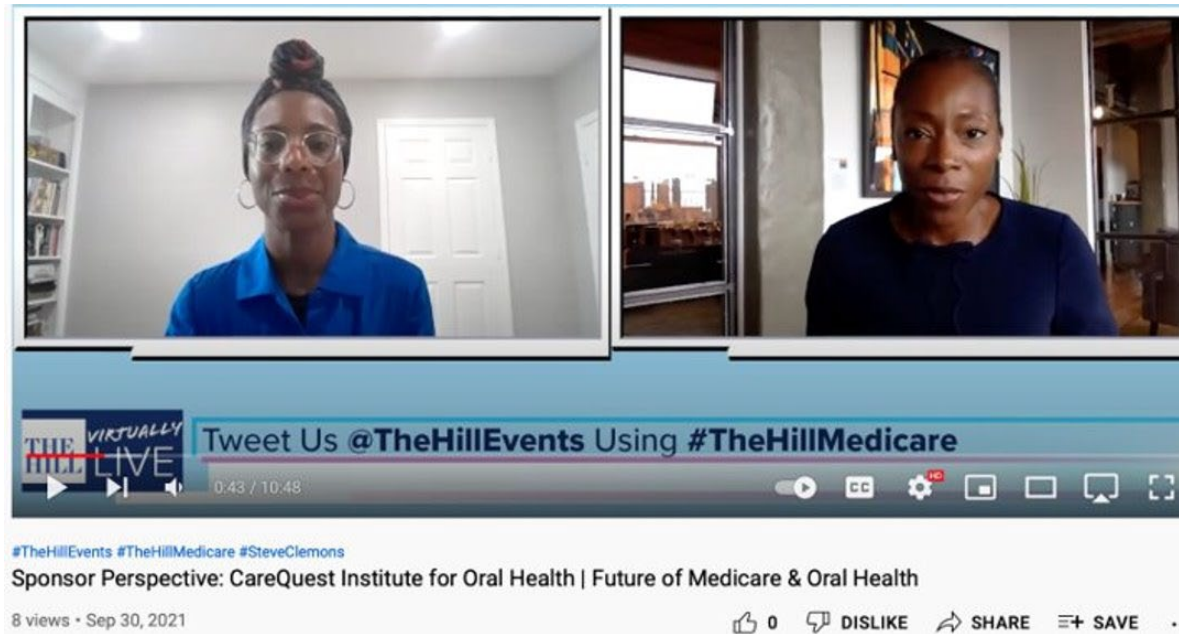 THE HILL
VIRTUALLY LIVE
Tweet Us @TheHillEvents Using #TheHillMedicare
0:43 / 10:48
CC
HD
#TheHillEvents #TheHillMedicare #SteveClemons
Sponsor Perspective: CareQuest Institute for Oral Health | Future of Medicare & Oral Health
8 views • Sep 30, 2021 0 DISLIKE SHARE SAVE